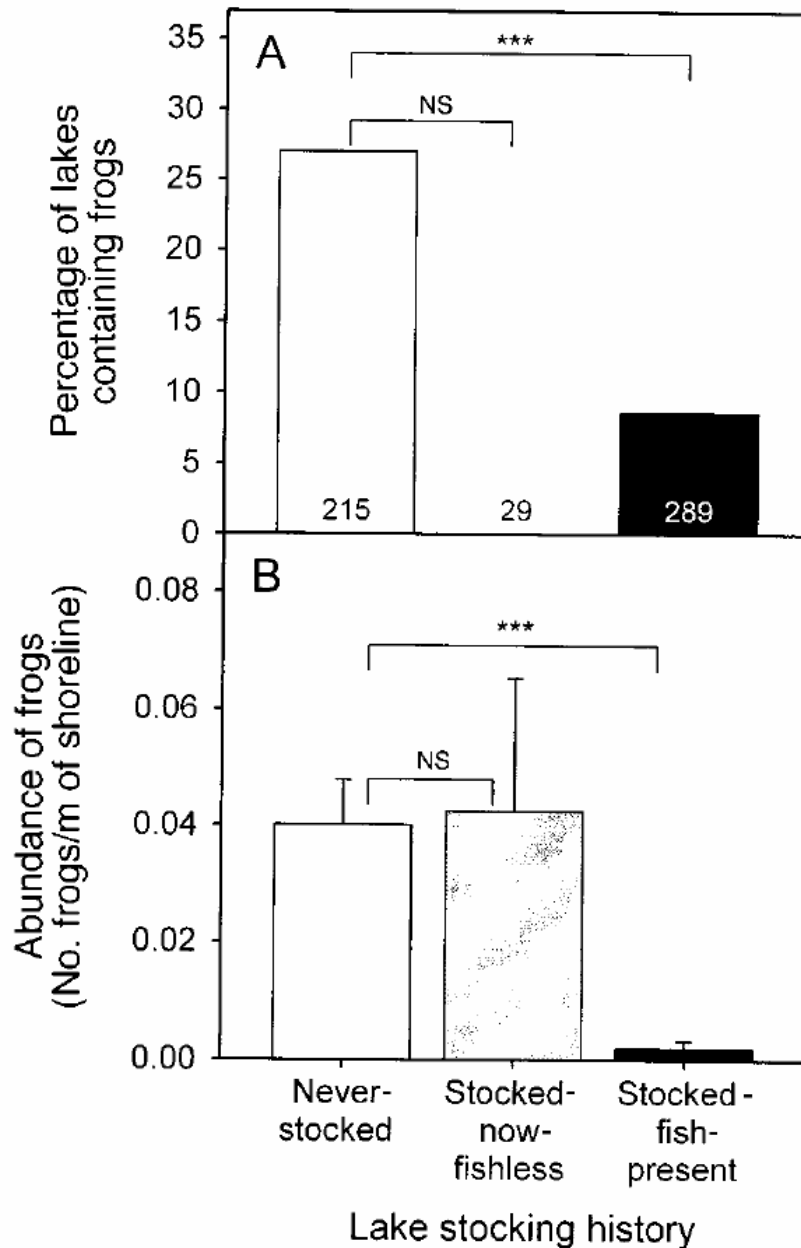 Percentage of lakes
containing frogs
35
30
25
20
15
10
5
0
A
***
NS
215
29
289
Abundance of frogs
(No. frogs/m of shoreline)
0.08
0.06
0.04
0.02
0.00
B
***
NS
Never-
stocked
Stocked-
now-
fishless
Stocked-
fish-
present
Lake stocking history